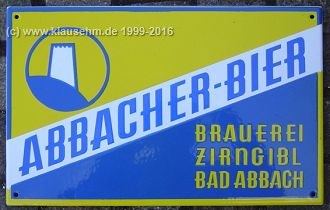 (c) www.klausehm.de 1999-2016
ABBACHER-BIER
BRAUEREI
ZIRNGIBL
BAD ABBACH